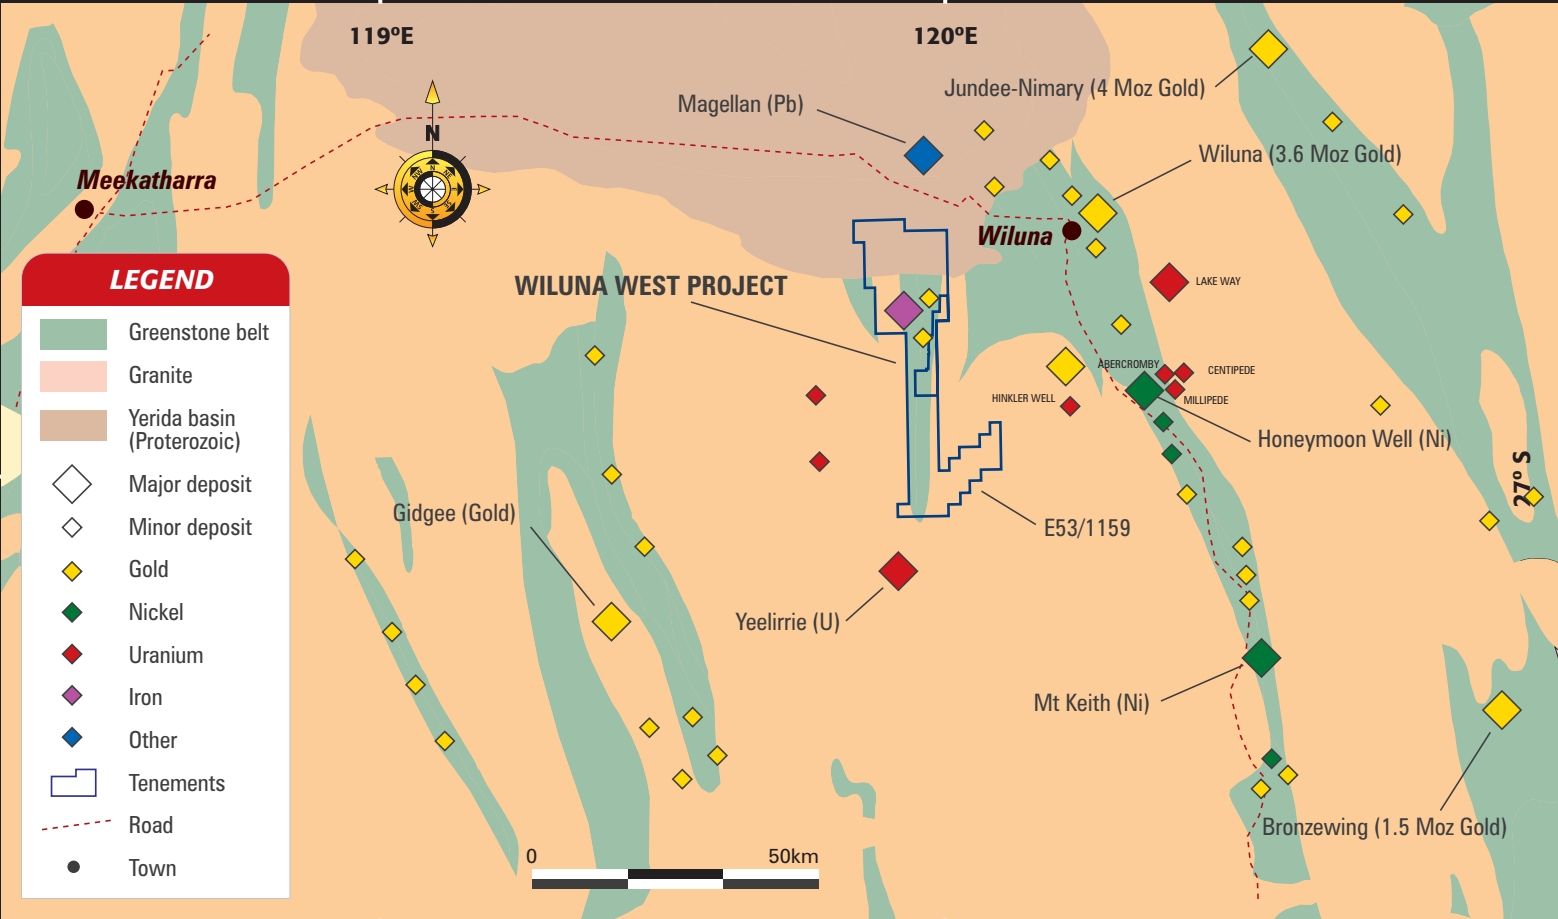 119ºE
120ºE
Jundee-Nimary (4 Moz Gold)
Magellan (Pb)
N
Wiluna (3.6 Moz Gold)
Meekatharra
Wiluna
LAKE WAY
WILUNA WEST PROJECT
ABERCROMBY
CENTIPEDE
HINKLER WELL
MILLIPEDE
Honeymoon Well (Ni)
27º S
Gidgee (Gold)
E53/1159
Yeelirrie (U)
Mt Keith (Ni)
Bronzewing (1.5 Moz Gold)
0
50km
LEGEND
Greenstone belt
Granite
Yerida basin
(Proterozoic)
Major deposit
Minor deposit
Gold
Nickel
Uranium
Iron
Other
Tenements
Road
Town